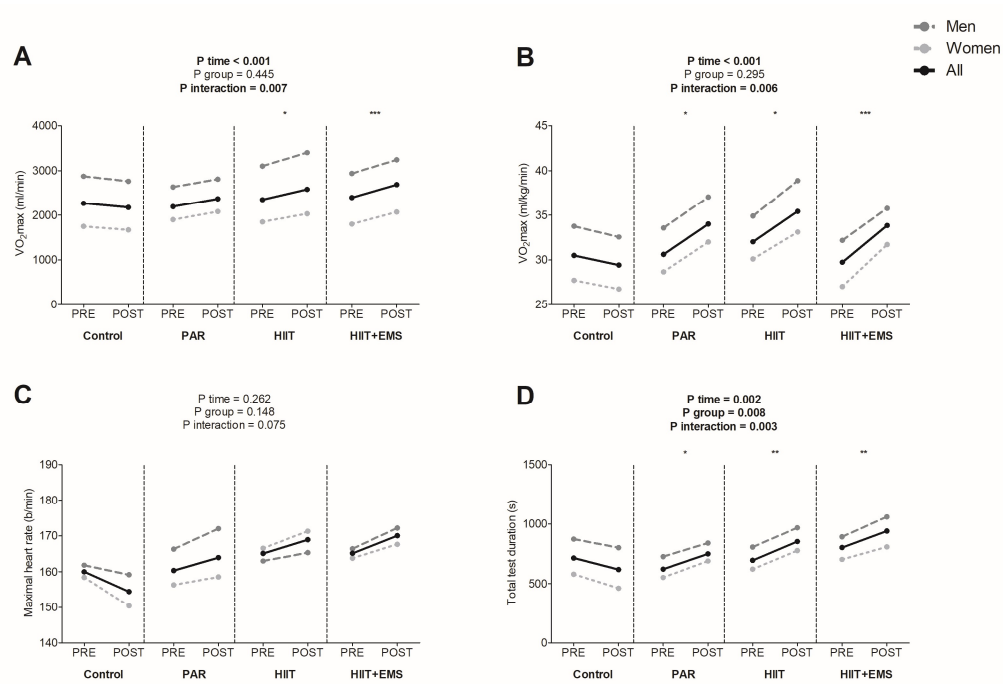 Men
Women
All
A
P time < 0.001
P group = 0.445
P interaction = 0.007
* ***
4000
3000
2000
1000
0
VO2max (ml/min)
PRE POST PRE POST PRE POST PRE POST
Control PAR HIIT HIIT+EMS
B
P time < 0.001
P group = 0.295
P interaction = 0.006
* * ***
45
40
35
30
25
VO2max (ml/kg/min)
PRE POST PRE POST PRE POST PRE POST
Control PAR HIIT HIIT+EMS
C
P time = 0.262
P group = 0.148
P interaction = 0.075
190
180
170
160
150
140
Maximal heart rate (b/min)
PRE POST PRE POST PRE POST PRE POST
Control PAR HIIT HIIT+EMS
D
P time = 0.002
P group = 0.008
P interaction = 0.003
* ** **
1500
1000
500
0
Total test duration (s)
PRE POST PRE POST PRE POST PRE POST
Control PAR HIIT HIIT+EMS